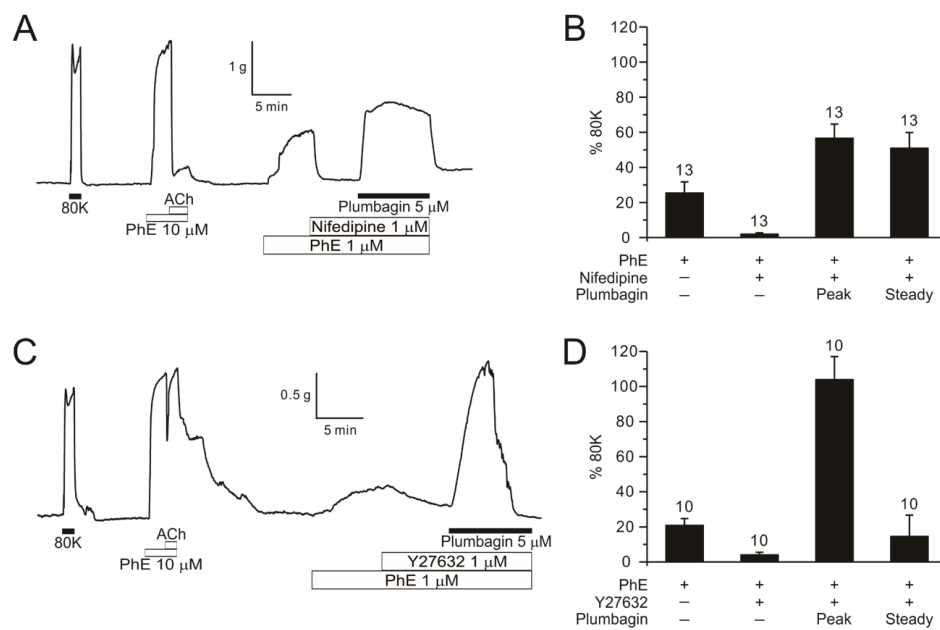 A
1 g
5 min
80K
ACh
PhE 10 μM
Plumbagin 5 μM
Nifedipine 1 μM
PhE 1 μM
B
120
100
80
60
40
20
0
% 80K
13
13
13
13
PhE + + + +
Nifedipine – + + +
Plumbagin – – Peak Steady
C
0.5 g
5 min
80K
ACh
PhE 10 μM
Plumbagin 5 μM
Y27632 1 μM
PhE 1 μM
D
120
100
80
60
40
20
0
% 80K
10
10
10
10
PhE + + + +
Y27632 – + + +
Plumbagin – – Peak Steady